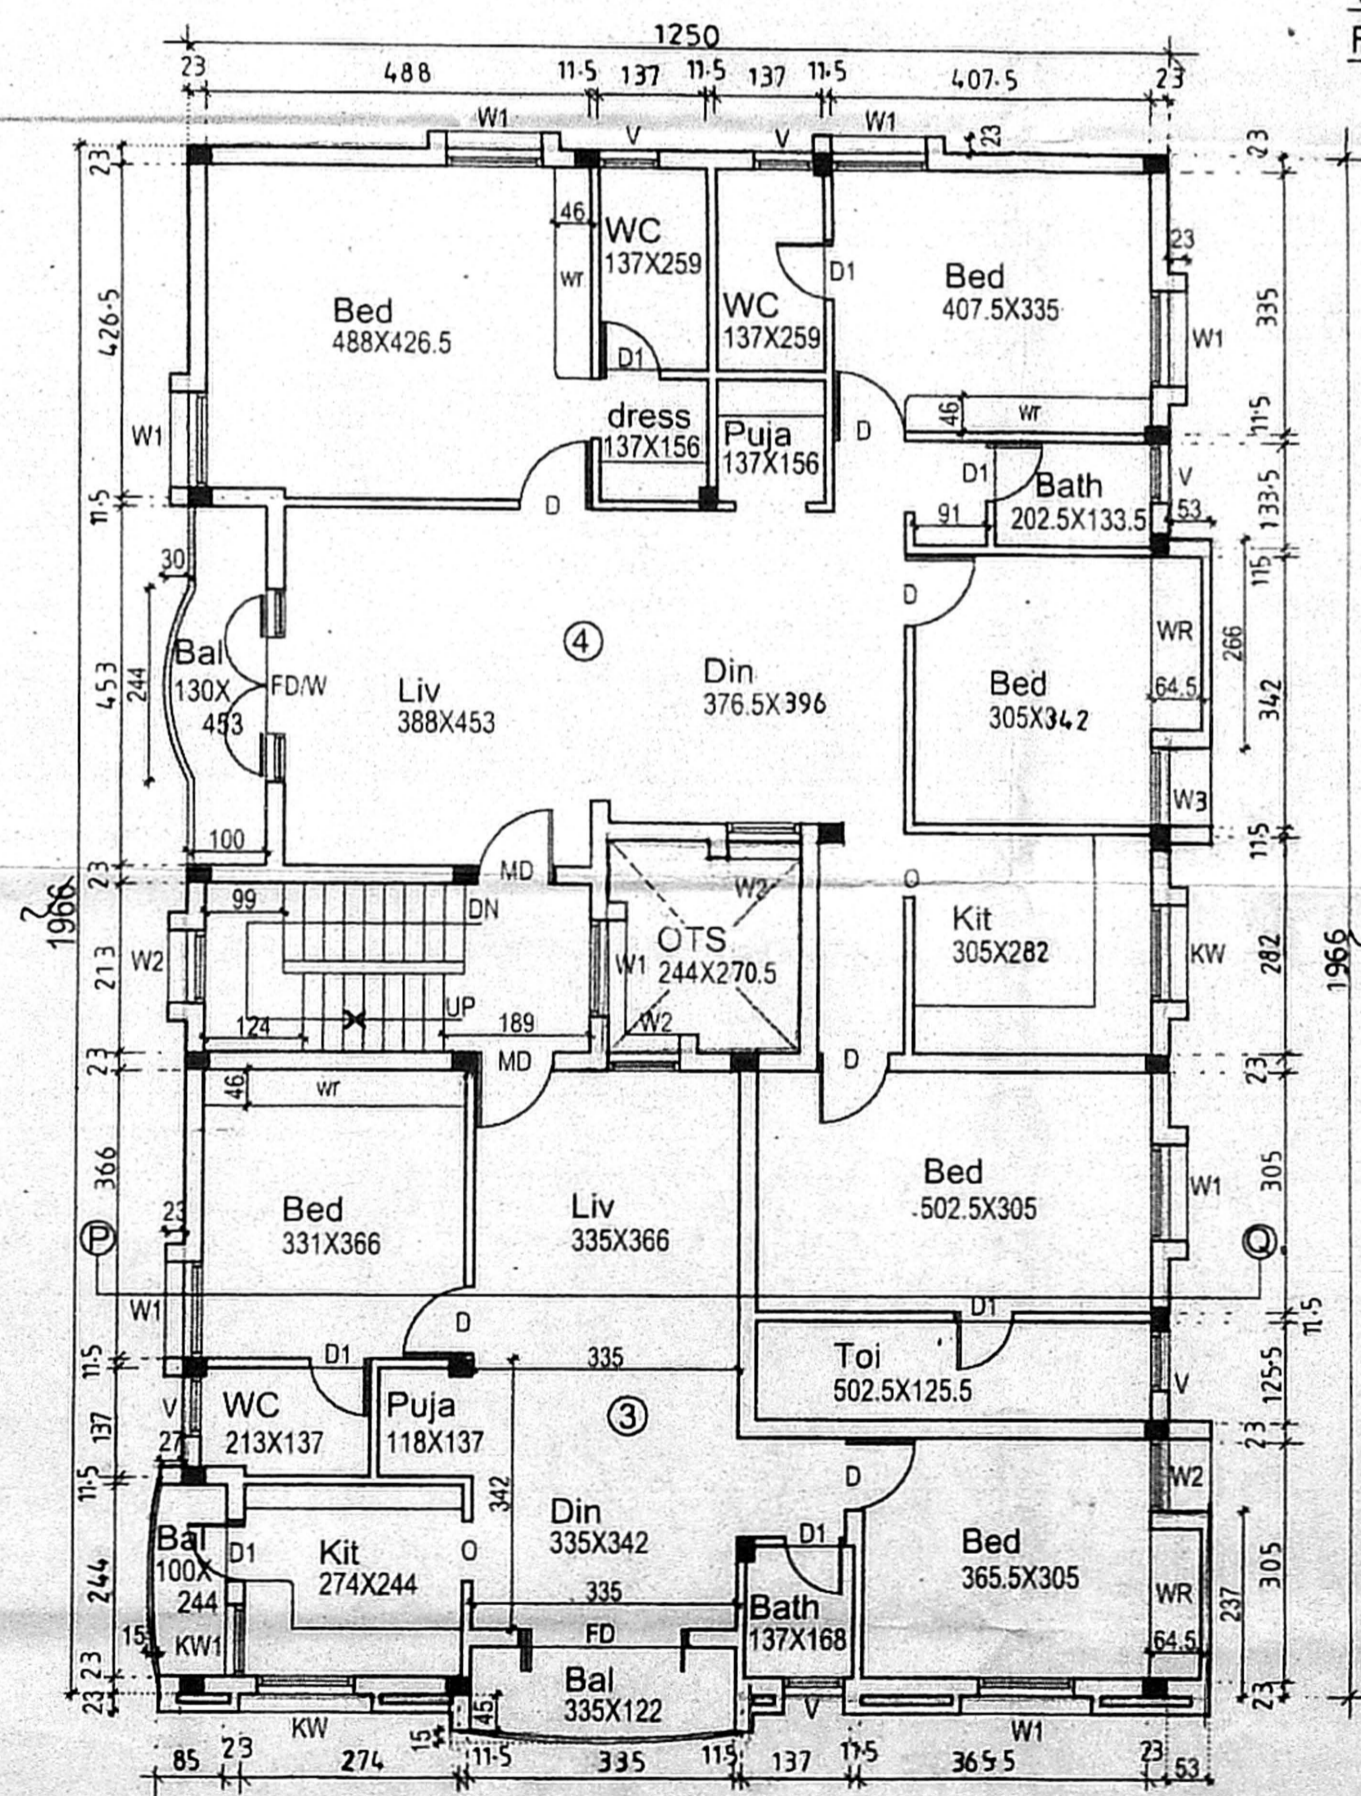 1250
23 488 11.5 137 11.5 137 11.5 407.5 23
W1 V V W1 23
23 23
46
WC
137X259
wr
D1
23
Bed
488X426.5
426.5
WC
137X259
Bed
407.5X335
335
W1
D1
dress
137X156
Puja
137X156
D
46
wr
11.5
W1
D1
Bath
202.5X133.5
V
53
133.5
11.5
D
91
30
D
115
4
Bal
130X
453
FD/W
244
453
Liv
388X453
Din
376.5X396
Bed
305X342
WR
64.5
266
342
W3
100
MD
11.5
23
99
DN
W2
O
W2
213
W1
OTS
244X270.5
Kit
305X282
KW
282
1966
1966
UP
124
189
W2
23
MD
D
23
46
wr
366
Bed
331X366
Liv
335X366
Bed
502.5X305
W1
305
23
P
Q
W1
D
D1
11.5
D1
335
11.5
Toi
502.5X125.5
V
125.5
WC
213X137
Puja
118X137
3
V
137
27
23
11.5
342
D
W2
Din
335X342
D1
Bed
365.5X305
305
Bal
100X
244
D1
Kit
274X244
O
244
335
Bath
137X168
WR
64.5
237
15
KW1
FD
23
Bal
335X122
45
23
23
KW
V
W1
15
85 23 274 11.5 335 11.5 137 11.5 365.5 23 53